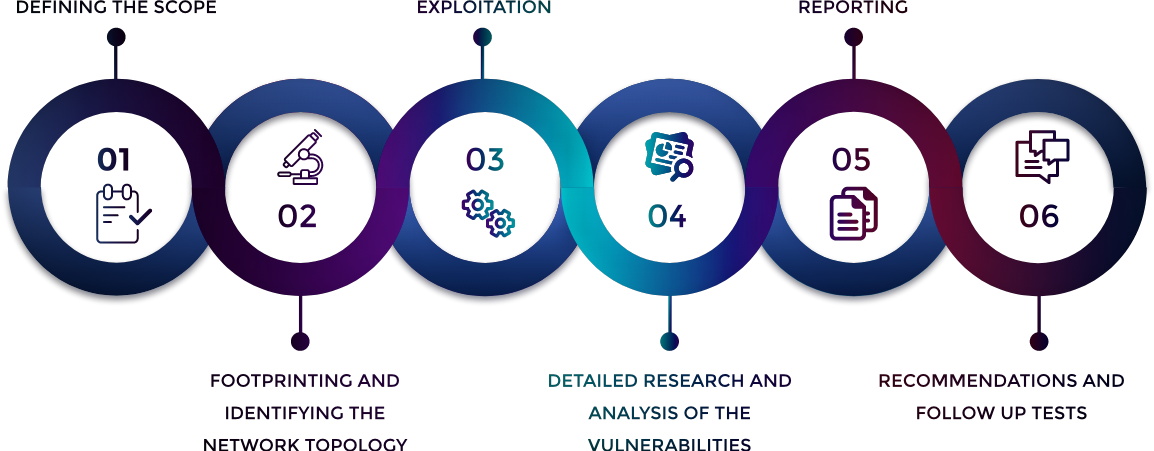 DEFINING THE SCOPE
EXPLOITATION
REPORTING
01
02
03
04
05
06
FOOTPRINTING AND
IDENTIFYING THE
NETWORK TOPOLOGY
DETAILED RESEARCH AND
ANALYSIS OF THE
VULNERABILITIES
RECOMMENDATIONS AND
FOLLOW UP TESTS